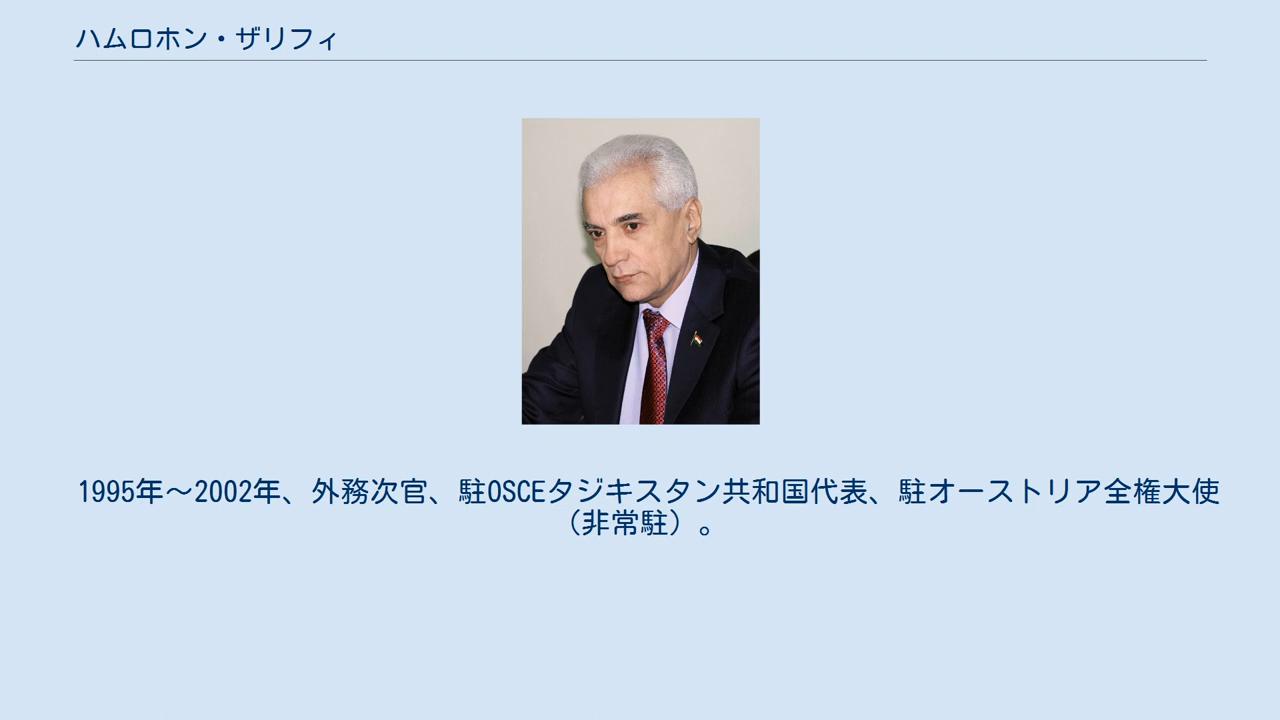 ハムロホン・ザリフィ
1995年～2002年、外務次官、駐OSCEタジキスタン共和国代表、駐オーストリア全権大使
（非常駐）。